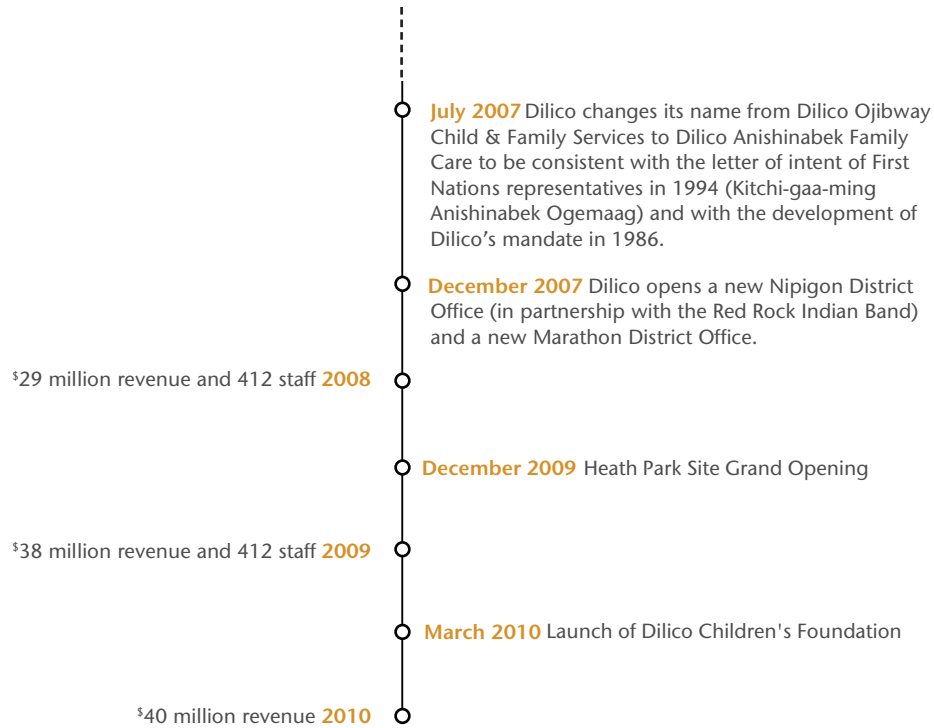 July 2007 Dilico changes its name from Dilico Ojibway
Child & Family Services to Dilico Anishinabek Family
Care to be consistent with the letter of intent of First
Nations representatives in 1994 (Kitchi-gaa-ming
Anishinabek Ogemaag) and with the development of
Dilico’s mandate in 1986.
December 2007 Dilico opens a new Nipigon District
Office (in partnership with the Red Rock Indian Band)
and a new Marathon District Office.
$29 million revenue and 412 staff 2008
December 2009 Heath Park Site Grand Opening
$38 million revenue and 412 staff 2009
March 2010 Launch of Dilico Children's Foundation
$40 million revenue 2010